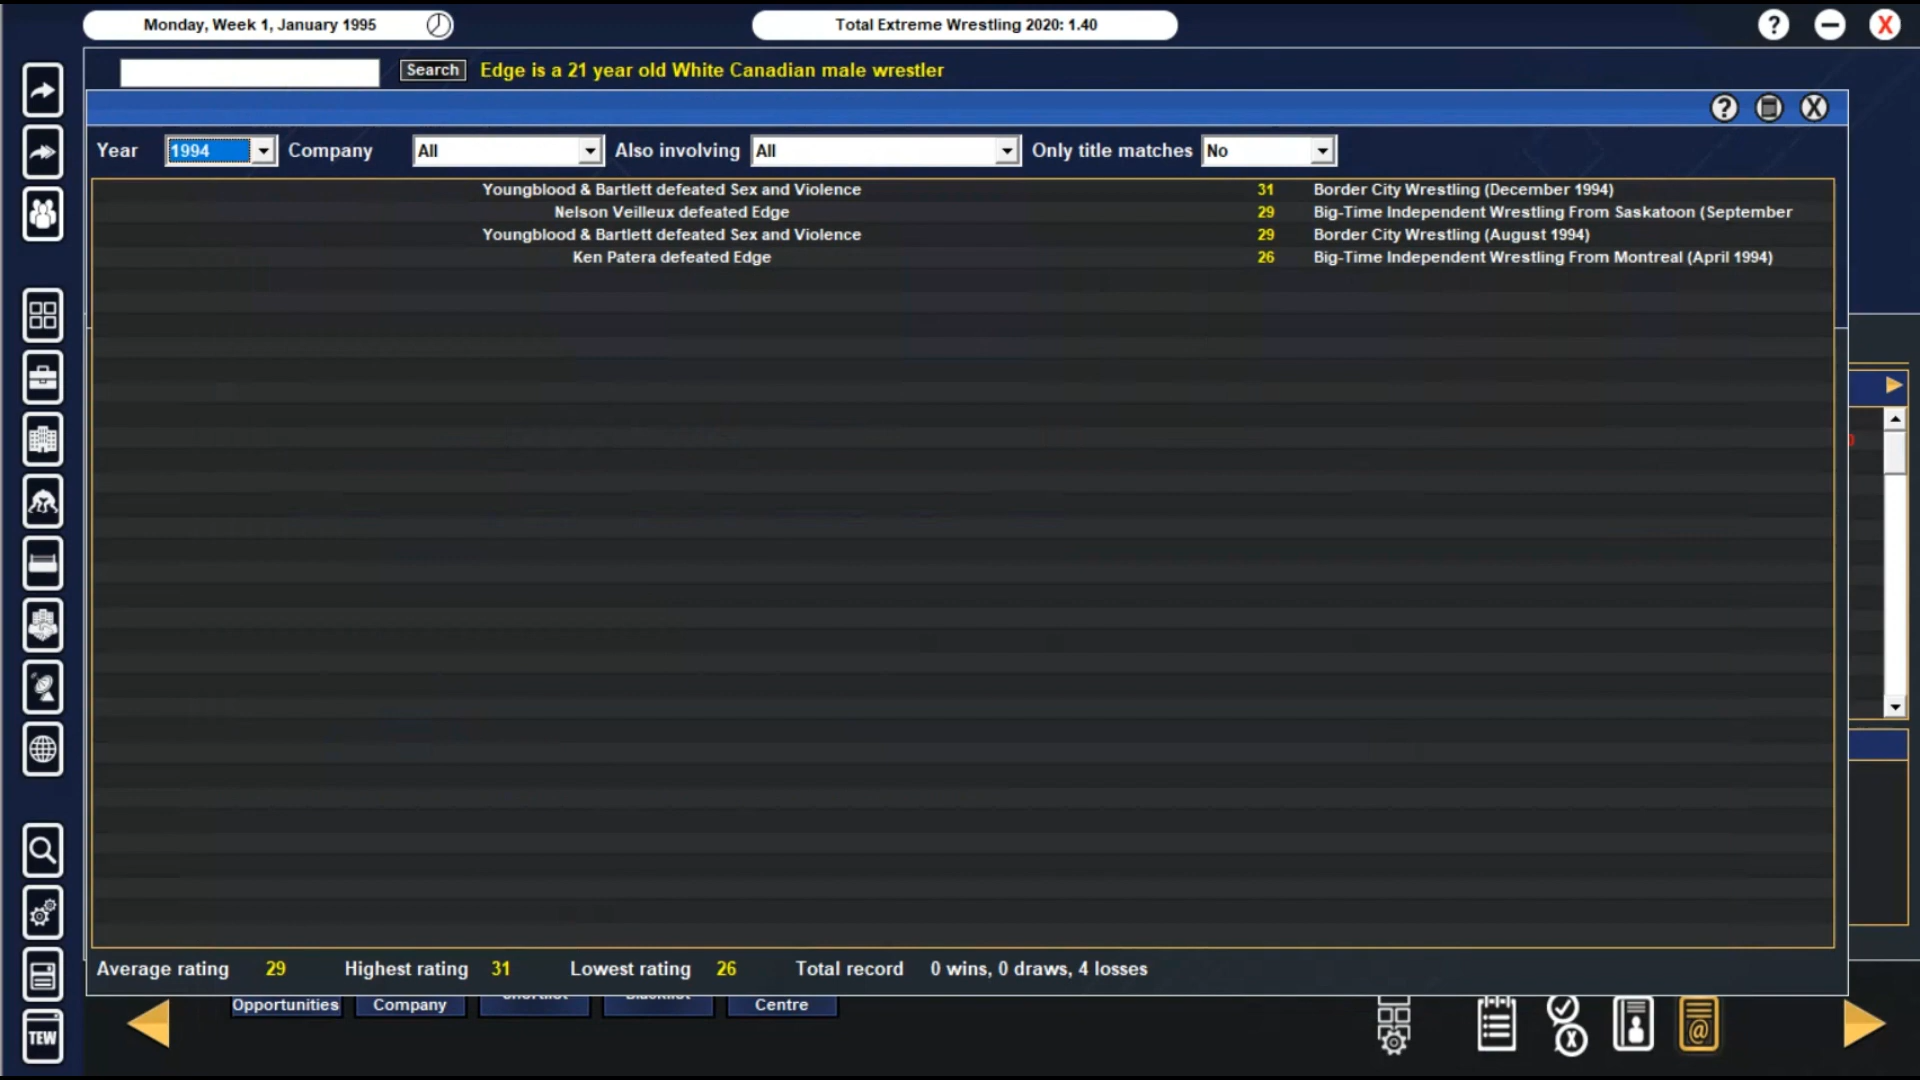 Monday, Week 1, January 1995
Total Extreme Wrestling 2020: 1.40
? X
Search Edge is a 21 year old White Canadian male wrestler
? X
Year 1994 Company All Also involving All Only title matches No
Youngblood & Bartlett defeated Sex and Violence 31 Border City Wrestling (December 1994)
Nelson Veilleux defeated Edge 29 Big-Time Independent Wrestling From Saskatoon (September
Youngblood & Bartlett defeated Sex and Violence 29 Border City Wrestling (August 1994)
Ken Patera defeated Edge 26 Big-Time Independent Wrestling From Montreal (April 1994)
Average rating 29 Highest rating 31 Lowest rating 26 Total record 0 wins, 0 draws, 4 losses
Opportunities Company Centre
TEW